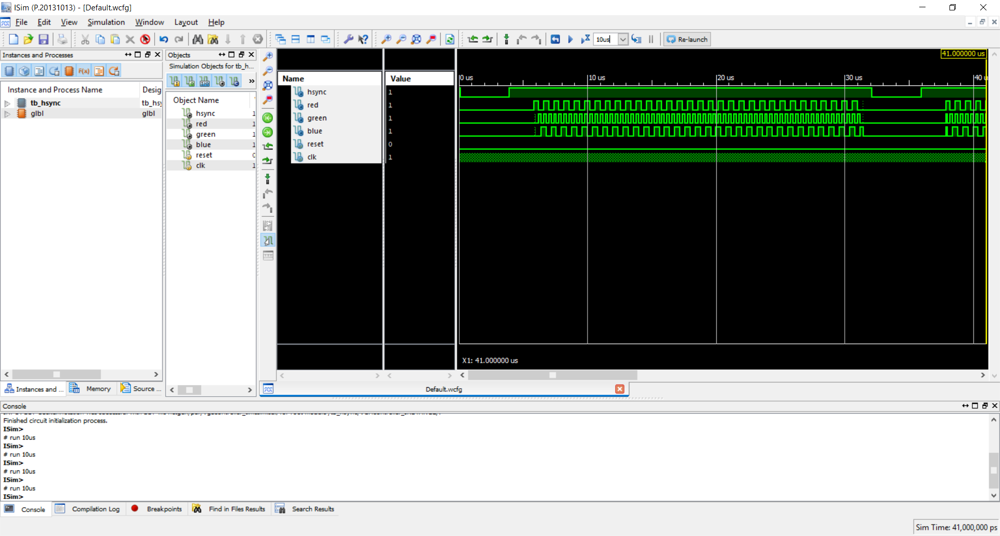 ISim (P.20131013) - [Default.wcfg]
File Edit View Simulation Window Layout Help
10us Re-launch
Instances and Processes
Instance and Process Name Desig
tb_hsync tb_hsy
glbl glbl
Instances and ... Memory Source ...
Objects
Simulation Objects for tb_h...
»
Object Name
hsync 1
red 1
green 1
blue 1
reset 0
clk 1
Name Value
hsync 1
red 1
green 1
blue 1
reset 0
clk 1
41.000000 us
0 us 10 us 20 us 30 us 40 u
X1: 41.000000 us
Default.wcfg
Console
Finished circuit initialization process.
ISim>
# run 10us
ISim>
# run 10us
ISim>
# run 10us
ISim>
# run 10us
ISim>
Console Compilation Log Breakpoints Find in Files Results Search Results
Sim Time: 41,000,000 ps